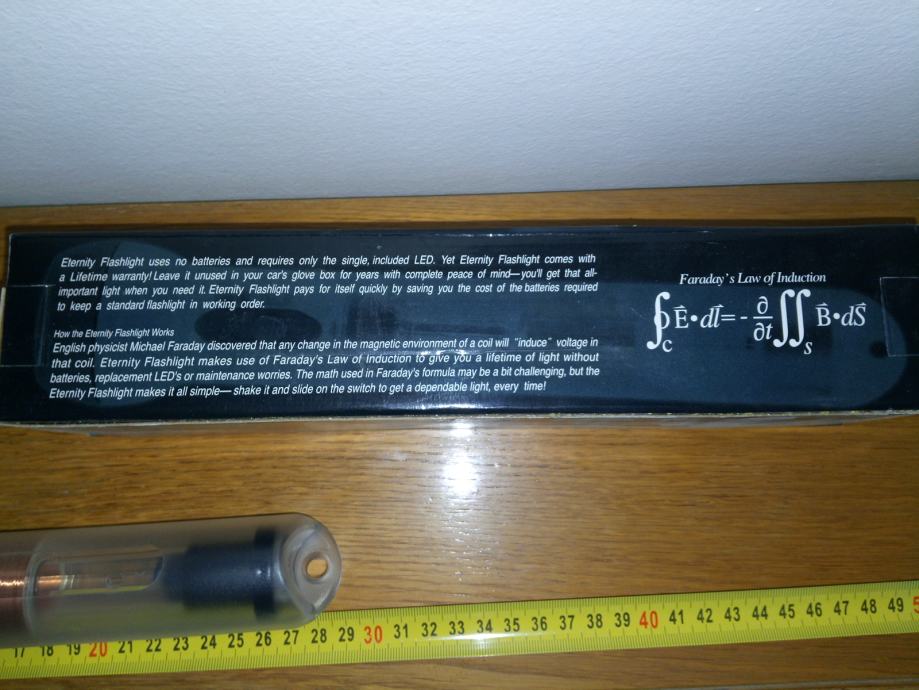 Eternity Flashlight uses no batteries and requires only the single, included LED. Yet Eternity Flashlight comes with
a Lifetime warranty! Leave it unused in your car's glove box for years with complete peace of mind—you'll get that all-
important light when you need it. Eternity Flashlight pays for itself quickly by saving you the cost of the batteries required
to keep a standard flashlight in working order.
How the Eternity Flashlight Works
English physicist Michael Faraday discovered that any change in the magnetic environment of a coil will "induce" voltage in
that coil. Eternity Flashlight makes use of Faraday's Law of Induction to give you a lifetime of light without
batteries, replacement LED's or maintenance worries. The math used in Faraday's formula may be a bit challenging, but the
Eternity Flashlight makes it all simple— shake it and slide on the switch to get a dependable light, every time!
Faraday's Law of Induction
∮C E⃗•dl⃗=-∂/∂t∬S B⃗•dS⃗
17 18 19 20 21 22 23 24 25 26 27 28 29 30 31 32 33 34 35 36 37 38 39 40 41 42 43 44 45 46 47 48 49